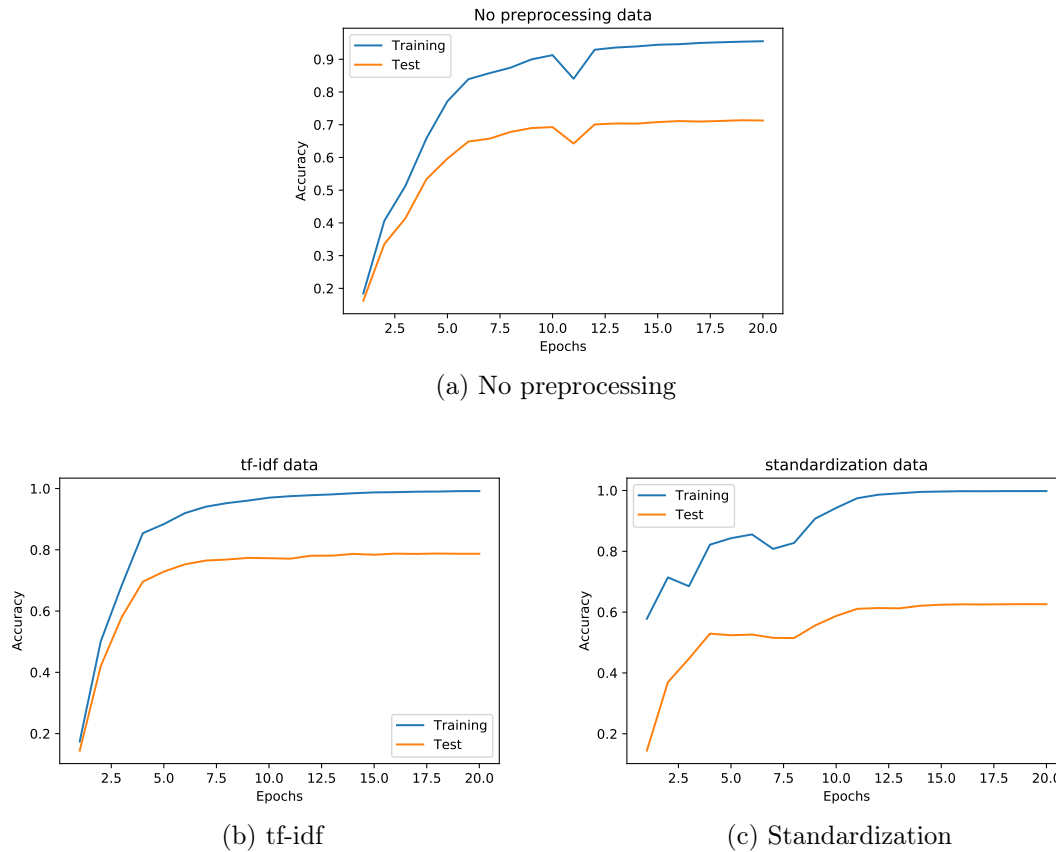 No preprocessing data
Training
Test
0.9
0.8
0.7
0.6
0.5
0.4
0.3
0.2
Accuracy
2.5 5.0 7.5 10.0 12.5 15.0 17.5 20.0
Epochs
(a) No preprocessing
tf-idf data
1.0
0.8
0.6
0.4
0.2
Accuracy
Training
Test
2.5 5.0 7.5 10.0 12.5 15.0 17.5 20.0
Epochs
(b) tf-idf
standardization data
Training
Test
1.0
0.8
0.6
0.4
0.2
Accuracy
2.5 5.0 7.5 10.0 12.5 15.0 17.5 20.0
Epochs
(c) Standardization